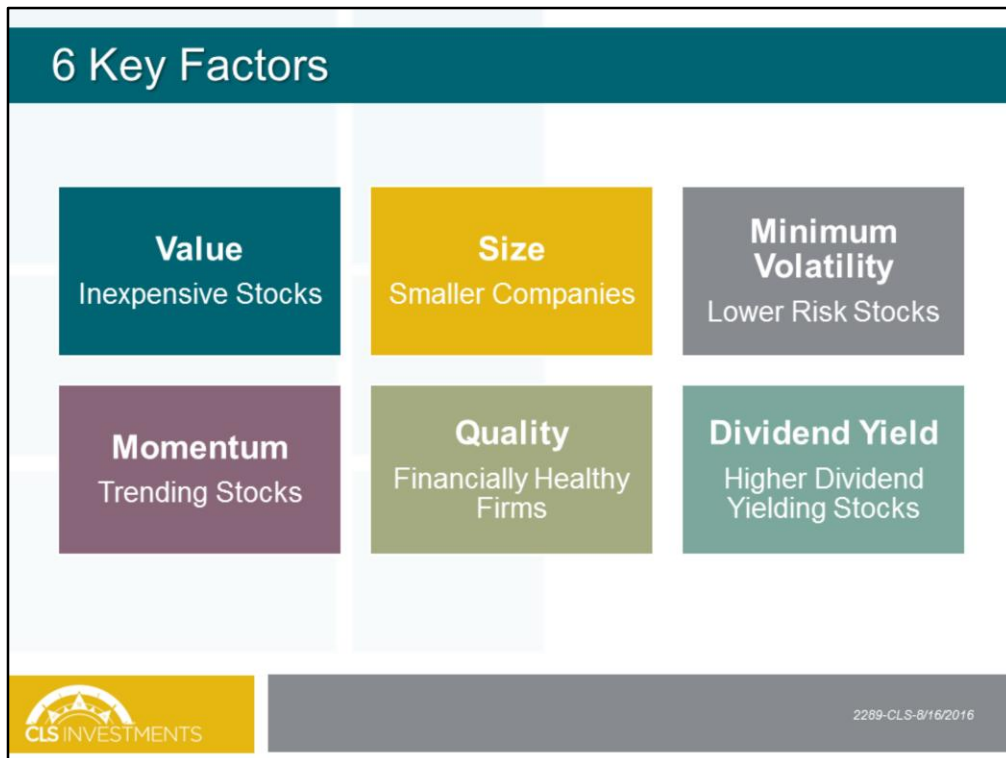 6 Key Factors
Value
Inexpensive Stocks
Size
Smaller Companies
Minimum
Volatility
Lower Risk Stocks
Momentum
Trending Stocks
Quality
Financially Healthy
Firms
Dividend Yield
Higher Dividend
Yielding Stocks
CLS INVESTMENTS
2289-CLS-8/16/2016